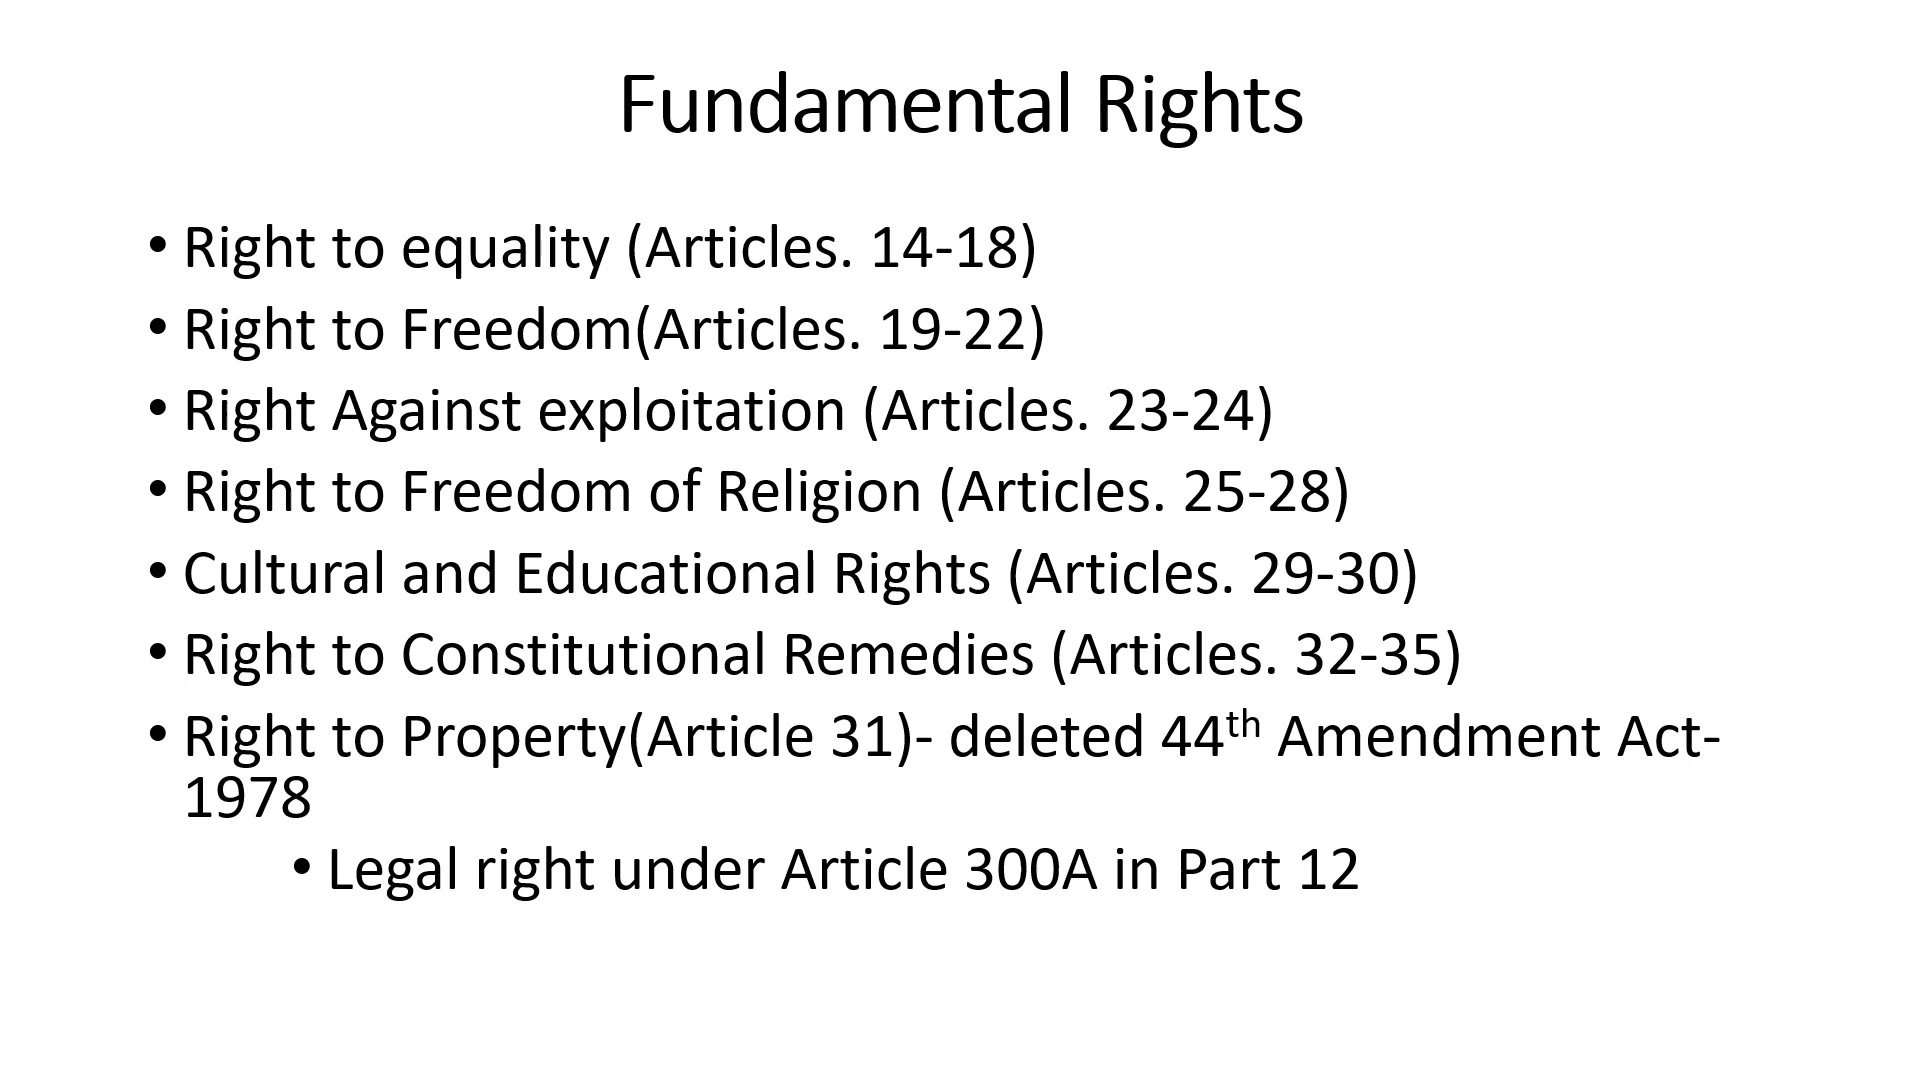 Fundamental Rights
• Right to equality (Articles. 14-18)
• Right to Freedom(Articles. 19-22)
• Right Against exploitation (Articles. 23-24)
• Right to Freedom of Religion (Articles. 25-28)
• Cultural and Educational Rights (Articles. 29-30)
• Right to Constitutional Remedies (Articles. 32-35)
• Right to Property(Article 31)- deleted 44th Amendment Act-
1978
• Legal right under Article 300A in Part 12